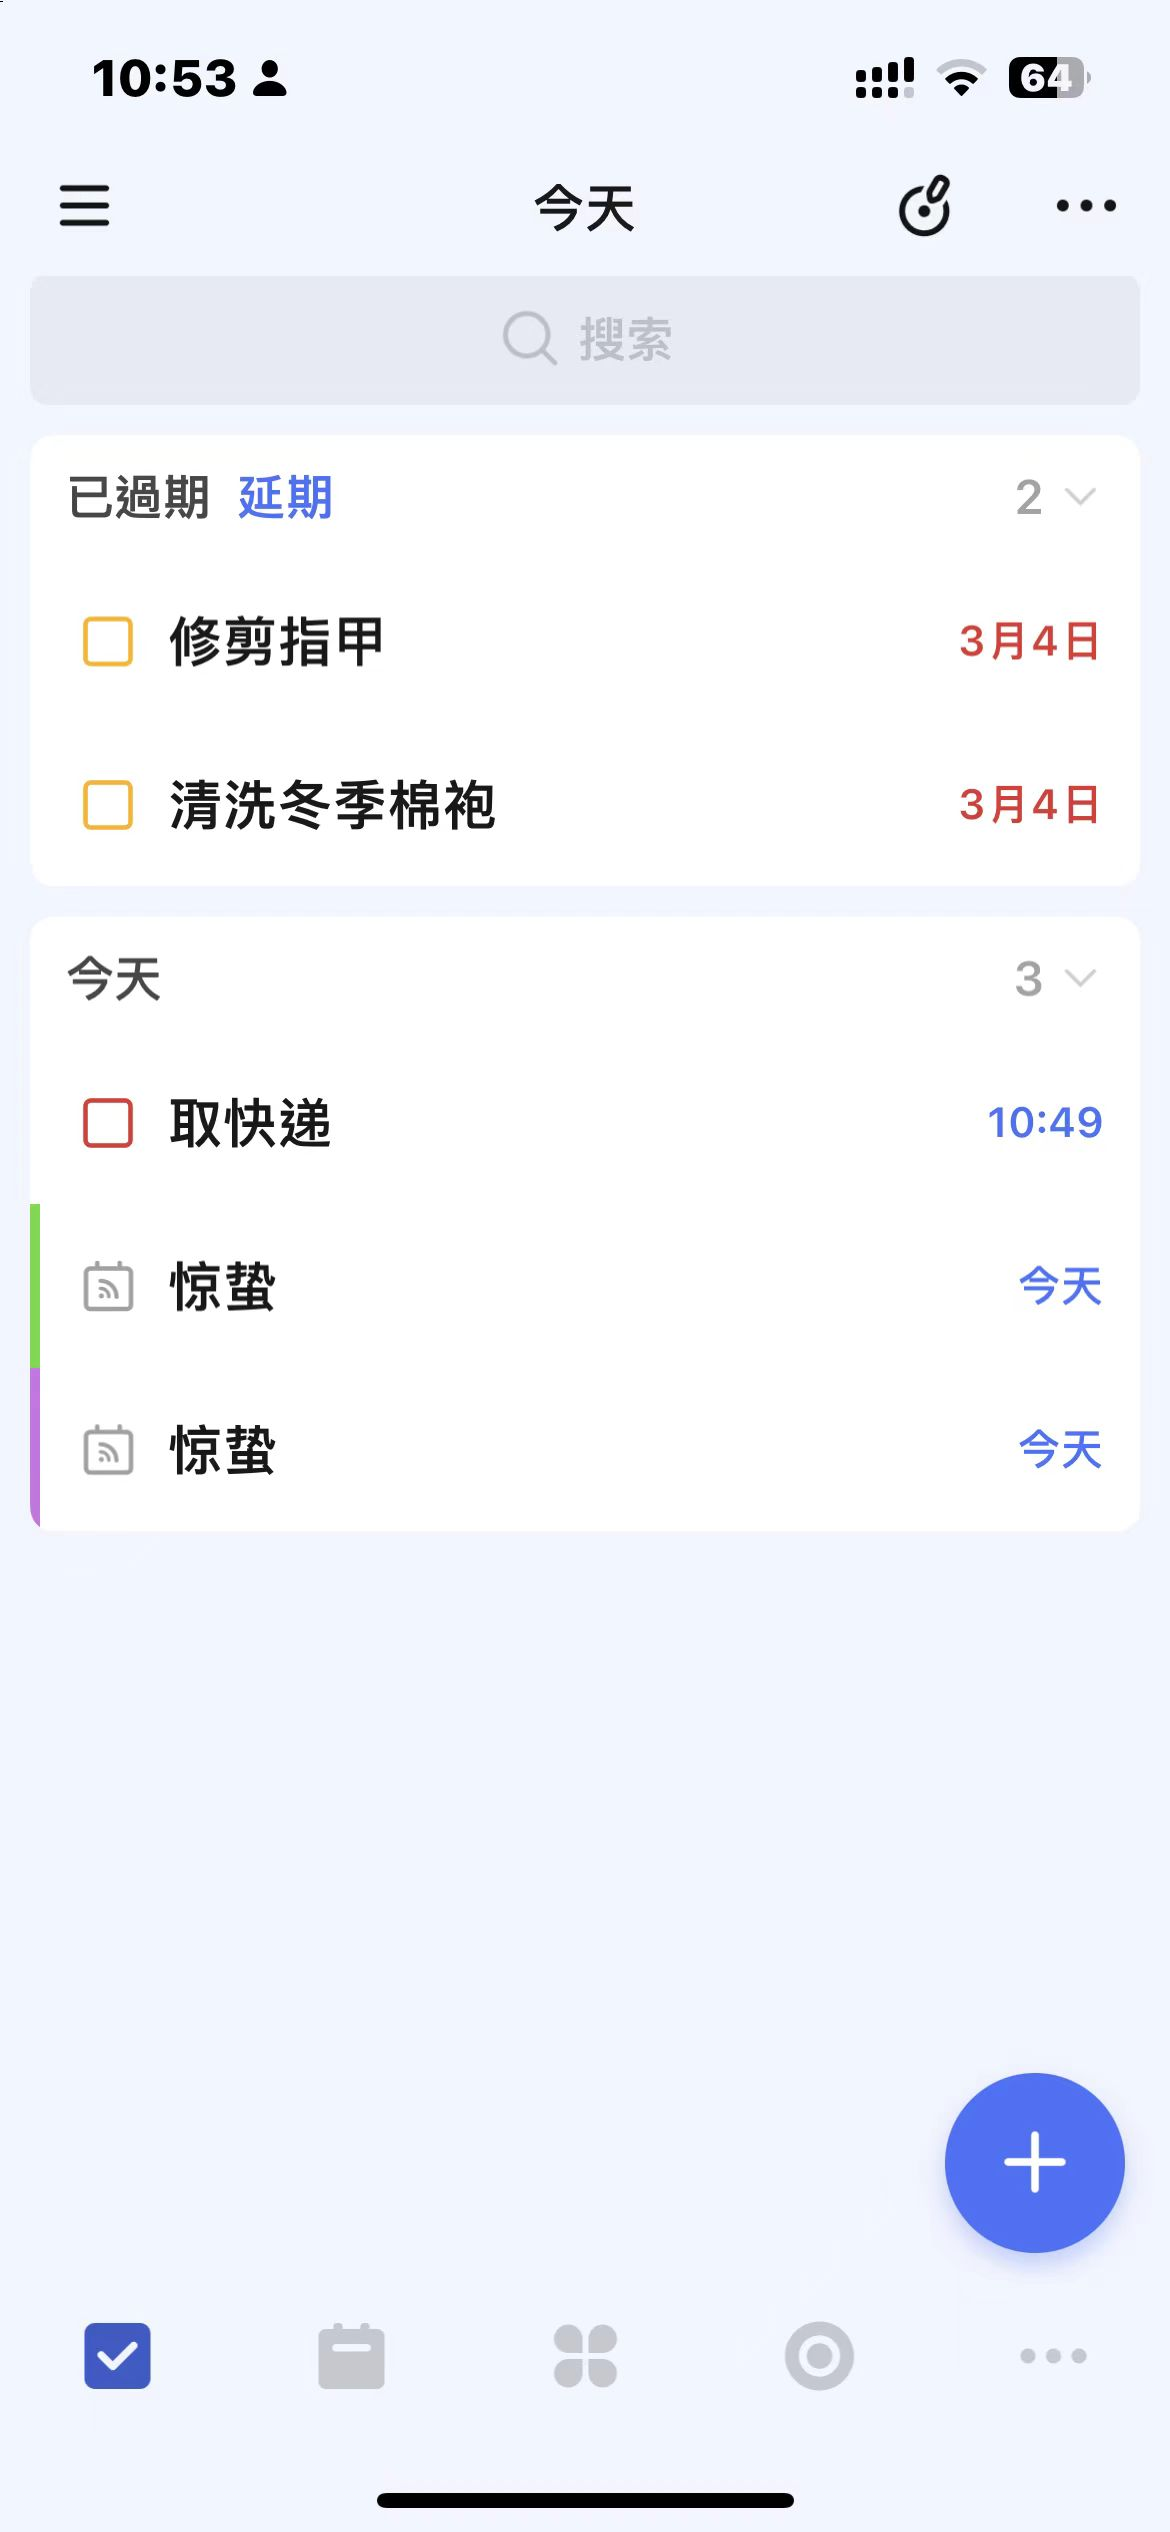 10:53 64
今天
搜索
已過期 延期 2
修剪指甲 3月4日
清洗冬季棉袍 3月4日
今天 3
取快递 10:49
惊蛰 今天
惊蛰 今天